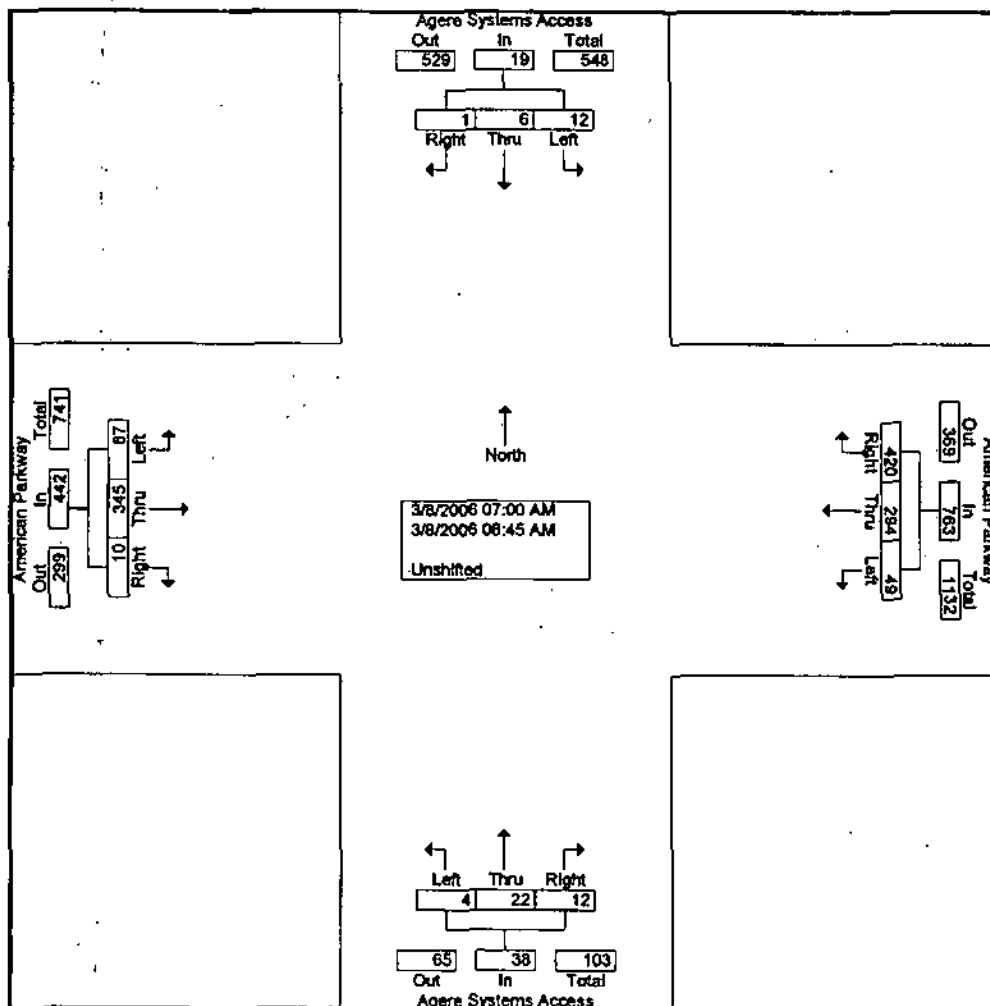 Agere Systems Access
Out In Total
529 19 548
1 6 12
Right Thru Left
American Parkway
Total In Out
741 442 299
87 345 10
Left Thru Right
North
3/8/2006 07:00 AM
3/8/2006 08:45 AM
Unshifted
Right Thru Left
420 294 49
369 763 1132
Out In Total
American Parkway
Left Thru Right
4 22 12
65 38 103
Out In Total
Agere Systems Access